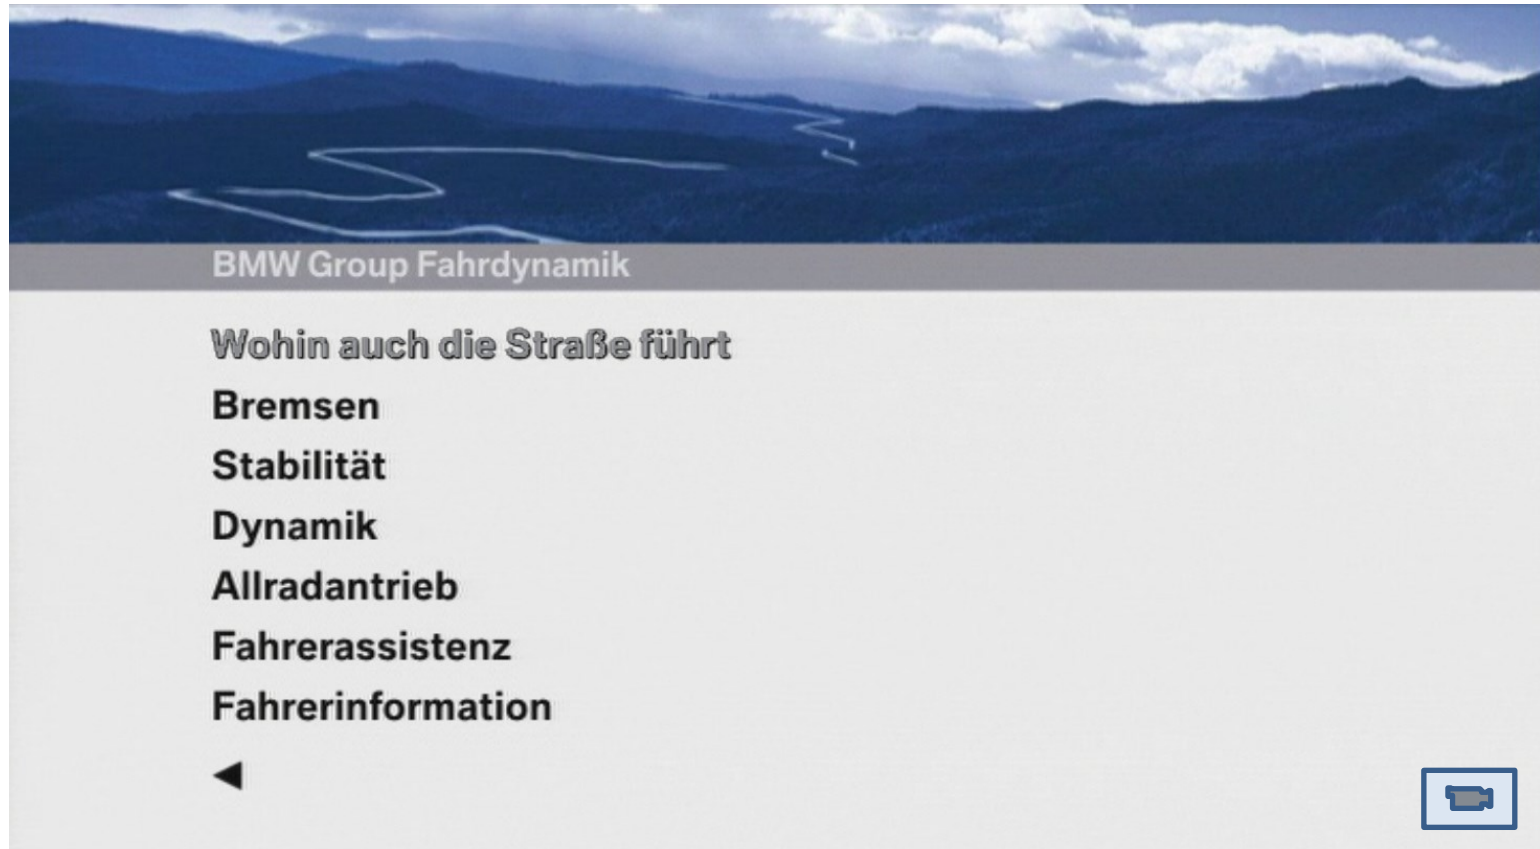 BMW Group Fahrdynamik
Wohin auch die Straße führt
Bremsen
Stabilität
Dynamik
Allradantrieb
Fahrerassistenz
Fahrerinformation